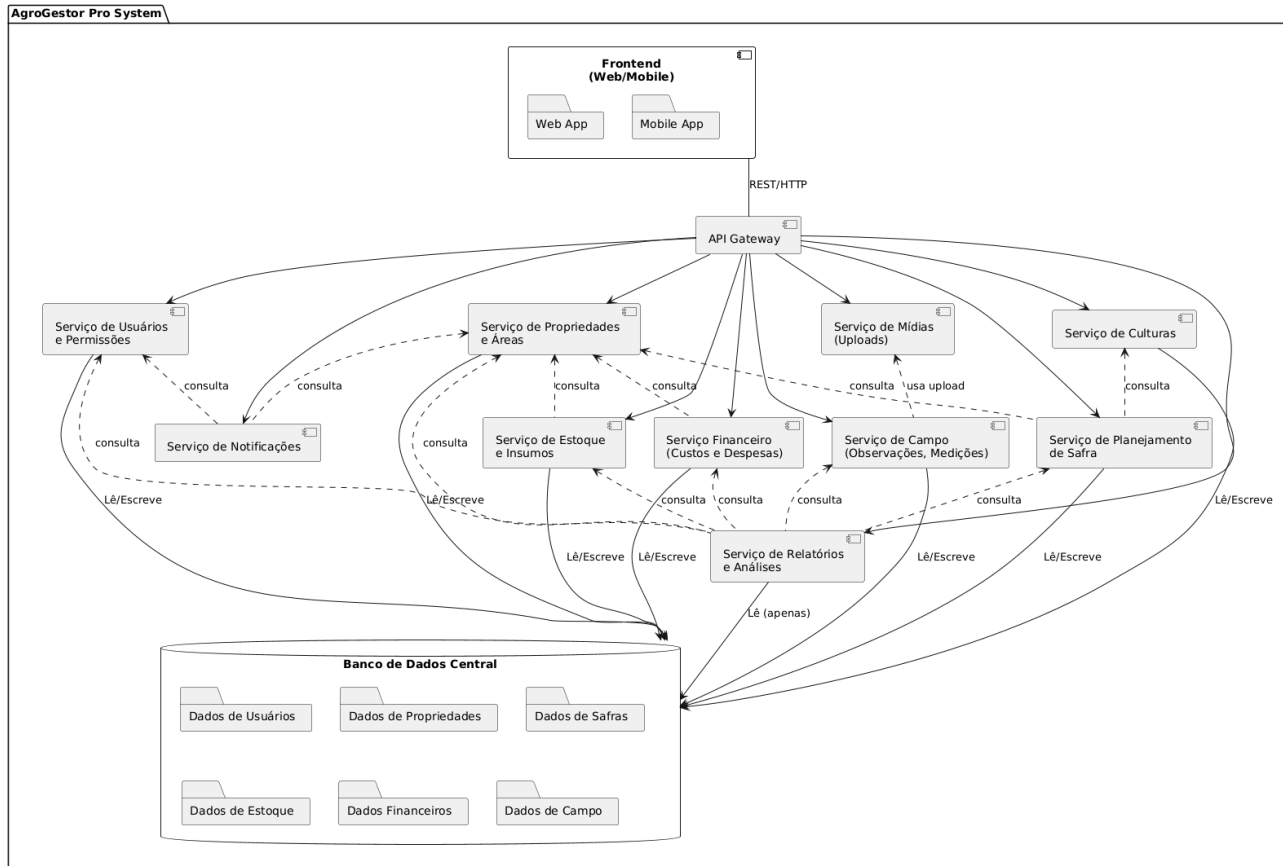 AgroGestor Pro System
Frontend
(Web/Mobile)
Web App
Mobile App
REST/HTTP
API Gateway
Serviço de Usuários
e Permissões
Serviço de Propriedades
e Áreas
Serviço de Mídias
(Uploads)
Serviço de Culturas
consulta
consulta
consulta
consulta
usa upload
consulta
Serviço de Notificações
consulta
consulta
Serviço de Estoque
e Insumos
Serviço Financeiro
(Custos e Despesas)
Serviço de Campo
(Observações, Medições)
Serviço de Planejamento
de Safra
Lê/Escreve
Lê/Escreve
consulta
consulta
consulta
consulta
Lê/Escreve
Serviço de Relatórios
e Análises
Lê/Escreve
Lê/Escreve
Lê/Escreve
Lê/Escreve
Lê (apenas)
Banco de Dados Central
Dados de Usuários
Dados de Propriedades
Dados de Safras
Dados de Estoque
Dados Financeiros
Dados de Campo